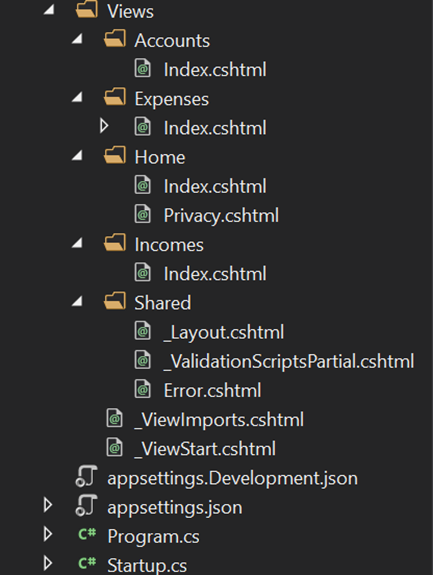 Views
Accounts
Index.cshtml
Expenses
Index.cshtml
Home
Index.cshtml
Privacy.cshtml
Incomes
Index.cshtml
Shared
_Layout.cshtml
_ValidationScriptsPartial.cshtml
Error.cshtml
_ViewImports.cshtml
_ViewStart.cshtml
appsettings.Development.json
appsettings.json
C# Program.cs
C# Startup.cs